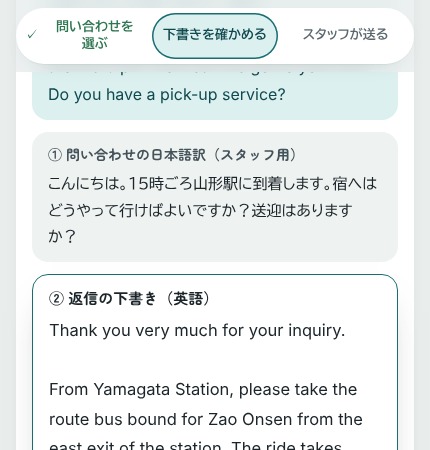 ✓ 問い合わせを
選ぶ
下書きを確かめる
スタッフが送る
Do you have a pick-up service?
① 問い合わせの日本語訳（スタッフ用）
こんにちは。15時ごろ山形駅に到着します。宿へは
どうやって行けばよいですか？送迎はあります
か？
② 返信の下書き（英語）
Thank you very much for your inquiry.
From Yamagata Station, please take the
route bus bound for Zao Onsen from the
east exit of the station. The ride takes